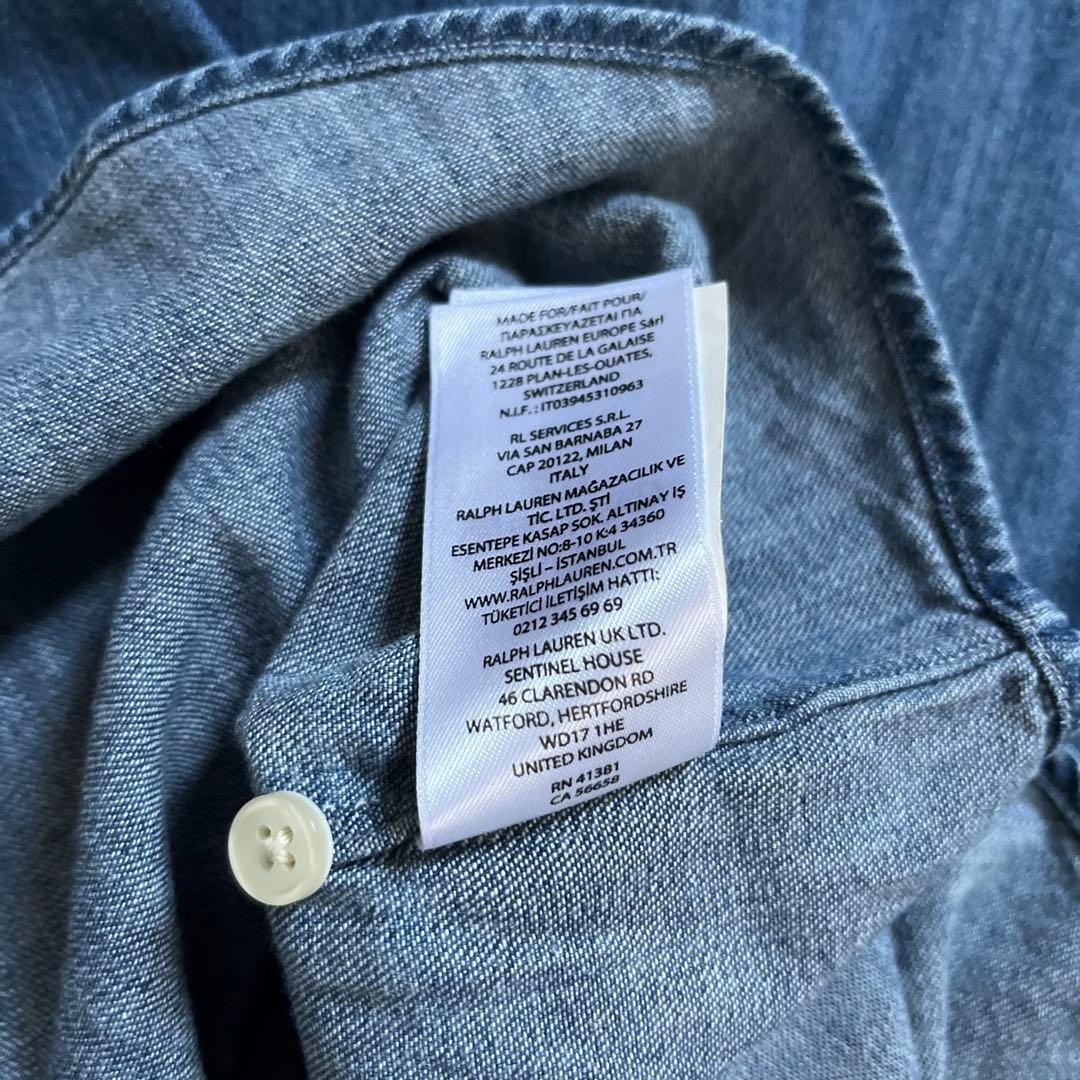 MADE FOR/FAIT POUR/
ΠΑΡΑΣΚΕΥΑΖΕΤΑΙ ΓΙΑ
RALPH LAUREN EUROPE Sárl
24 ROUTE DE LA GALAISE
1228 PLAN-LES-OUATES,
SWITZERLAND
N.I.F. : IT03945310963
RL SERVICES S.R.L.
VIA SAN BARNABA 27
CAP 20122, MILAN
ITALY
RALPH LAUREN MAĞAZACILIK VE
TİC. LTD. ŞTİ
ESENTEPE KASAP SOK. ALTINAY İŞ
MERKEZİ NO:8-10 K:4 34360
ŞİŞLİ – İSTANBUL
WWW.RALPHLAUREN.COM.TR
TÜKETİCİ İLETİŞİM HATTI:
0212 345 69 69
RALPH LAUREN UK LTD.
SENTINEL HOUSE
46 CLARENDON RD
WATFORD, HERTFORDSHIRE
WD17 1HE
UNITED KINGDOM
RN 41381
CA 56658